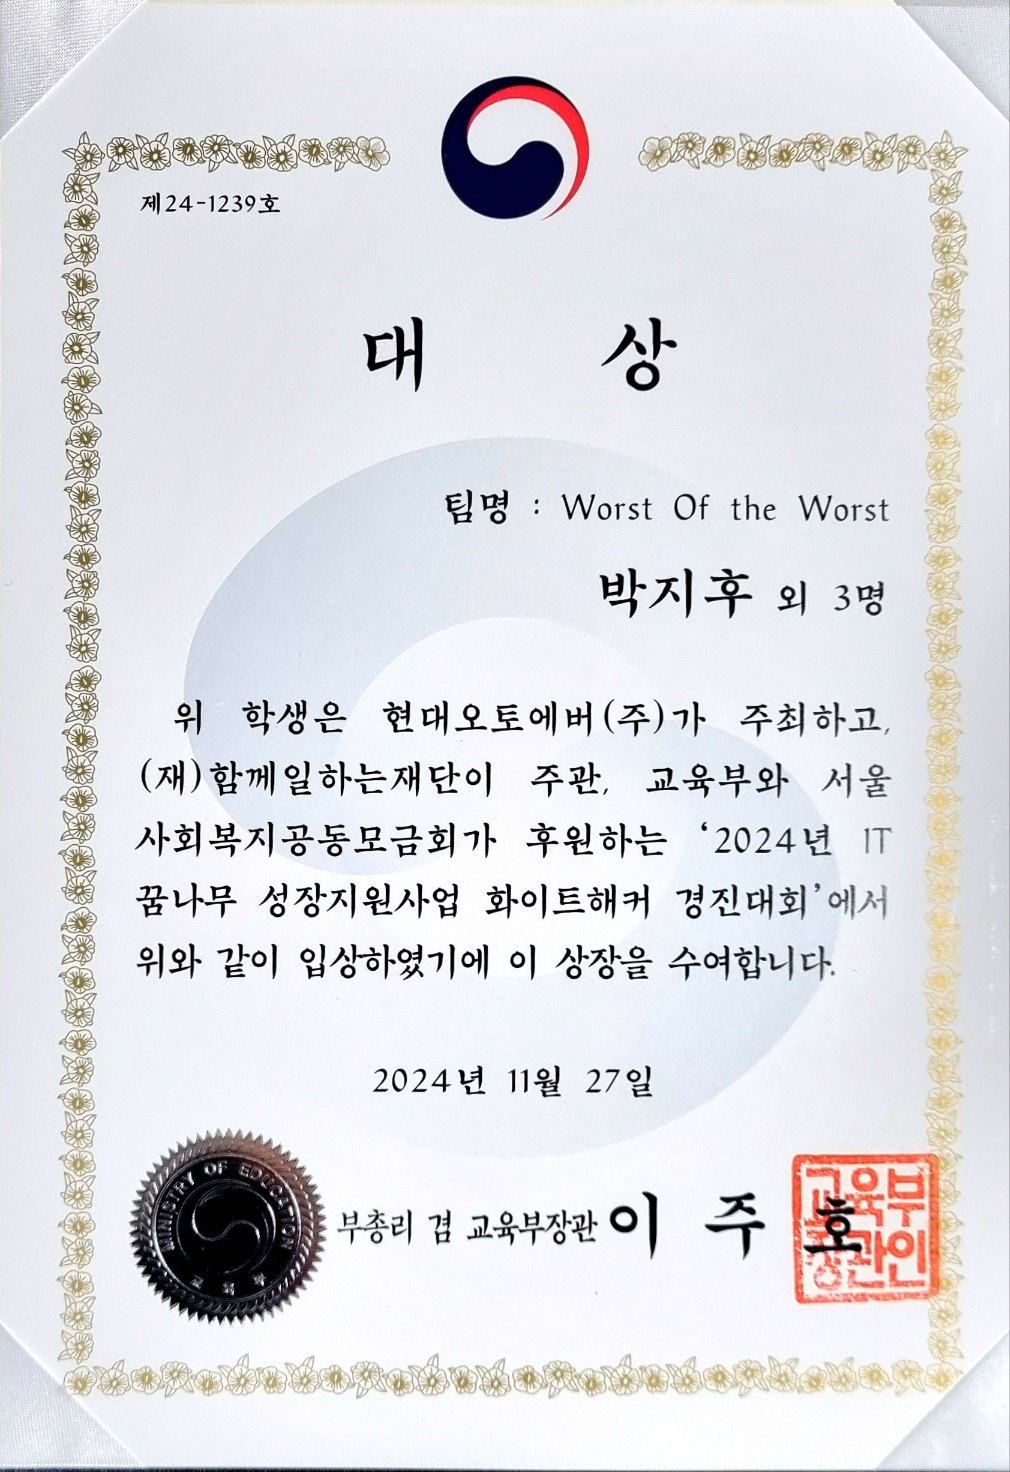 제24-1239호
대 상
팀명 : Worst Of the Worst
박지후 외 3명
위 학생은 현대오토에버(주)가 주최하고,
(재)함께일하는재단이 주관, 교육부와 서울
사회복지공동모금회가 후원하는 ‘2024년 IT
꿈나무 성장지원사업 화이트해커 경진대회’에서
위와 같이 입상하였기에 이 상장을 수여합니다.
2024년 11월 27일
MINISTRY OF EDUCATION
교육부
부총리 겸 교육부장관 이 주 호
교육부
장관인